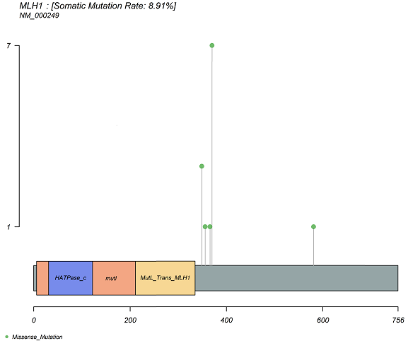 MLH1 : [Somatic Mutation Rate: 8.91%]
NM_000249
7
1
HATPase_c
mutl
MutL_Trans_MLH1
0
200
400
600
756
Missense_Mutation